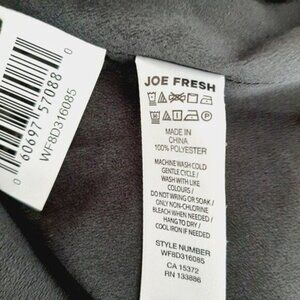 0
60697 57088
WF8D316085
JOE FRESH
MADE IN
CHINA
100% POLYESTER
MACHINE WASH COLD
GENTLE CYCLE /
WASH WITH LIKE
COLOURS /
DO NOT WRING OR SOAK /
ONLY NON-CHLORINE
BLEACH WHEN NEEDED /
HANG TO DRY /
COOL IRON IF NEEDED
STYLE NUMBER
WF8D316085
CA 15372
RN 133886